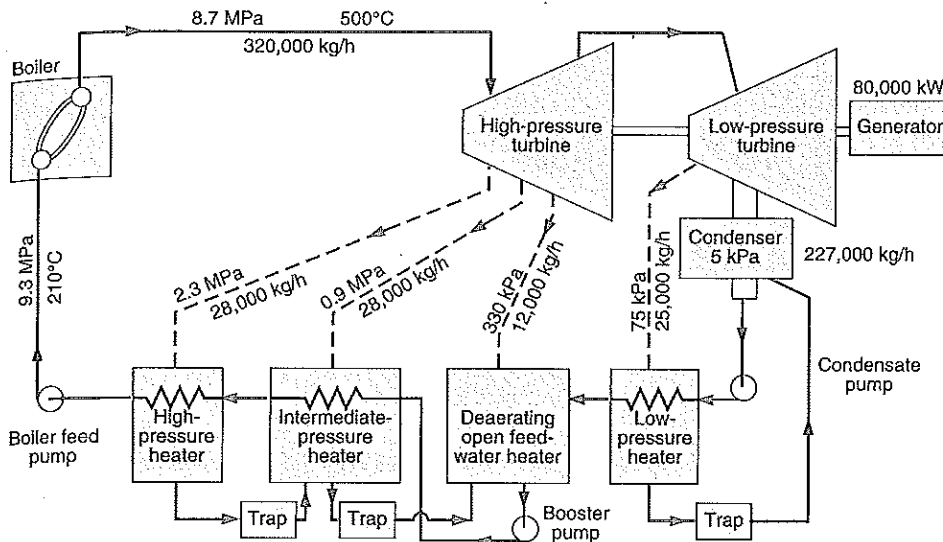 8.7 MPa
500°C
320,000 kg/h
Boiler
80,000 kW
High-pressure
turbine
Low-pressure
turbine
Generator
Condenser
5 kPa
227,000 kg/h
9.3 MPa
210°C
2.3 MPa
28,000 kg/h
0.9 MPa
28,000 kg/h
330 kPa
12,000 kg/h
75 kPa
25,000 kg/h
Condensate
pump
Boiler feed
pump
High-
pressure
heater
Intermediate-
pressure
heater
Deaerating
open feed-
water heater
Low-
pressure
heater
Trap
Trap
Booster
pump
Trap